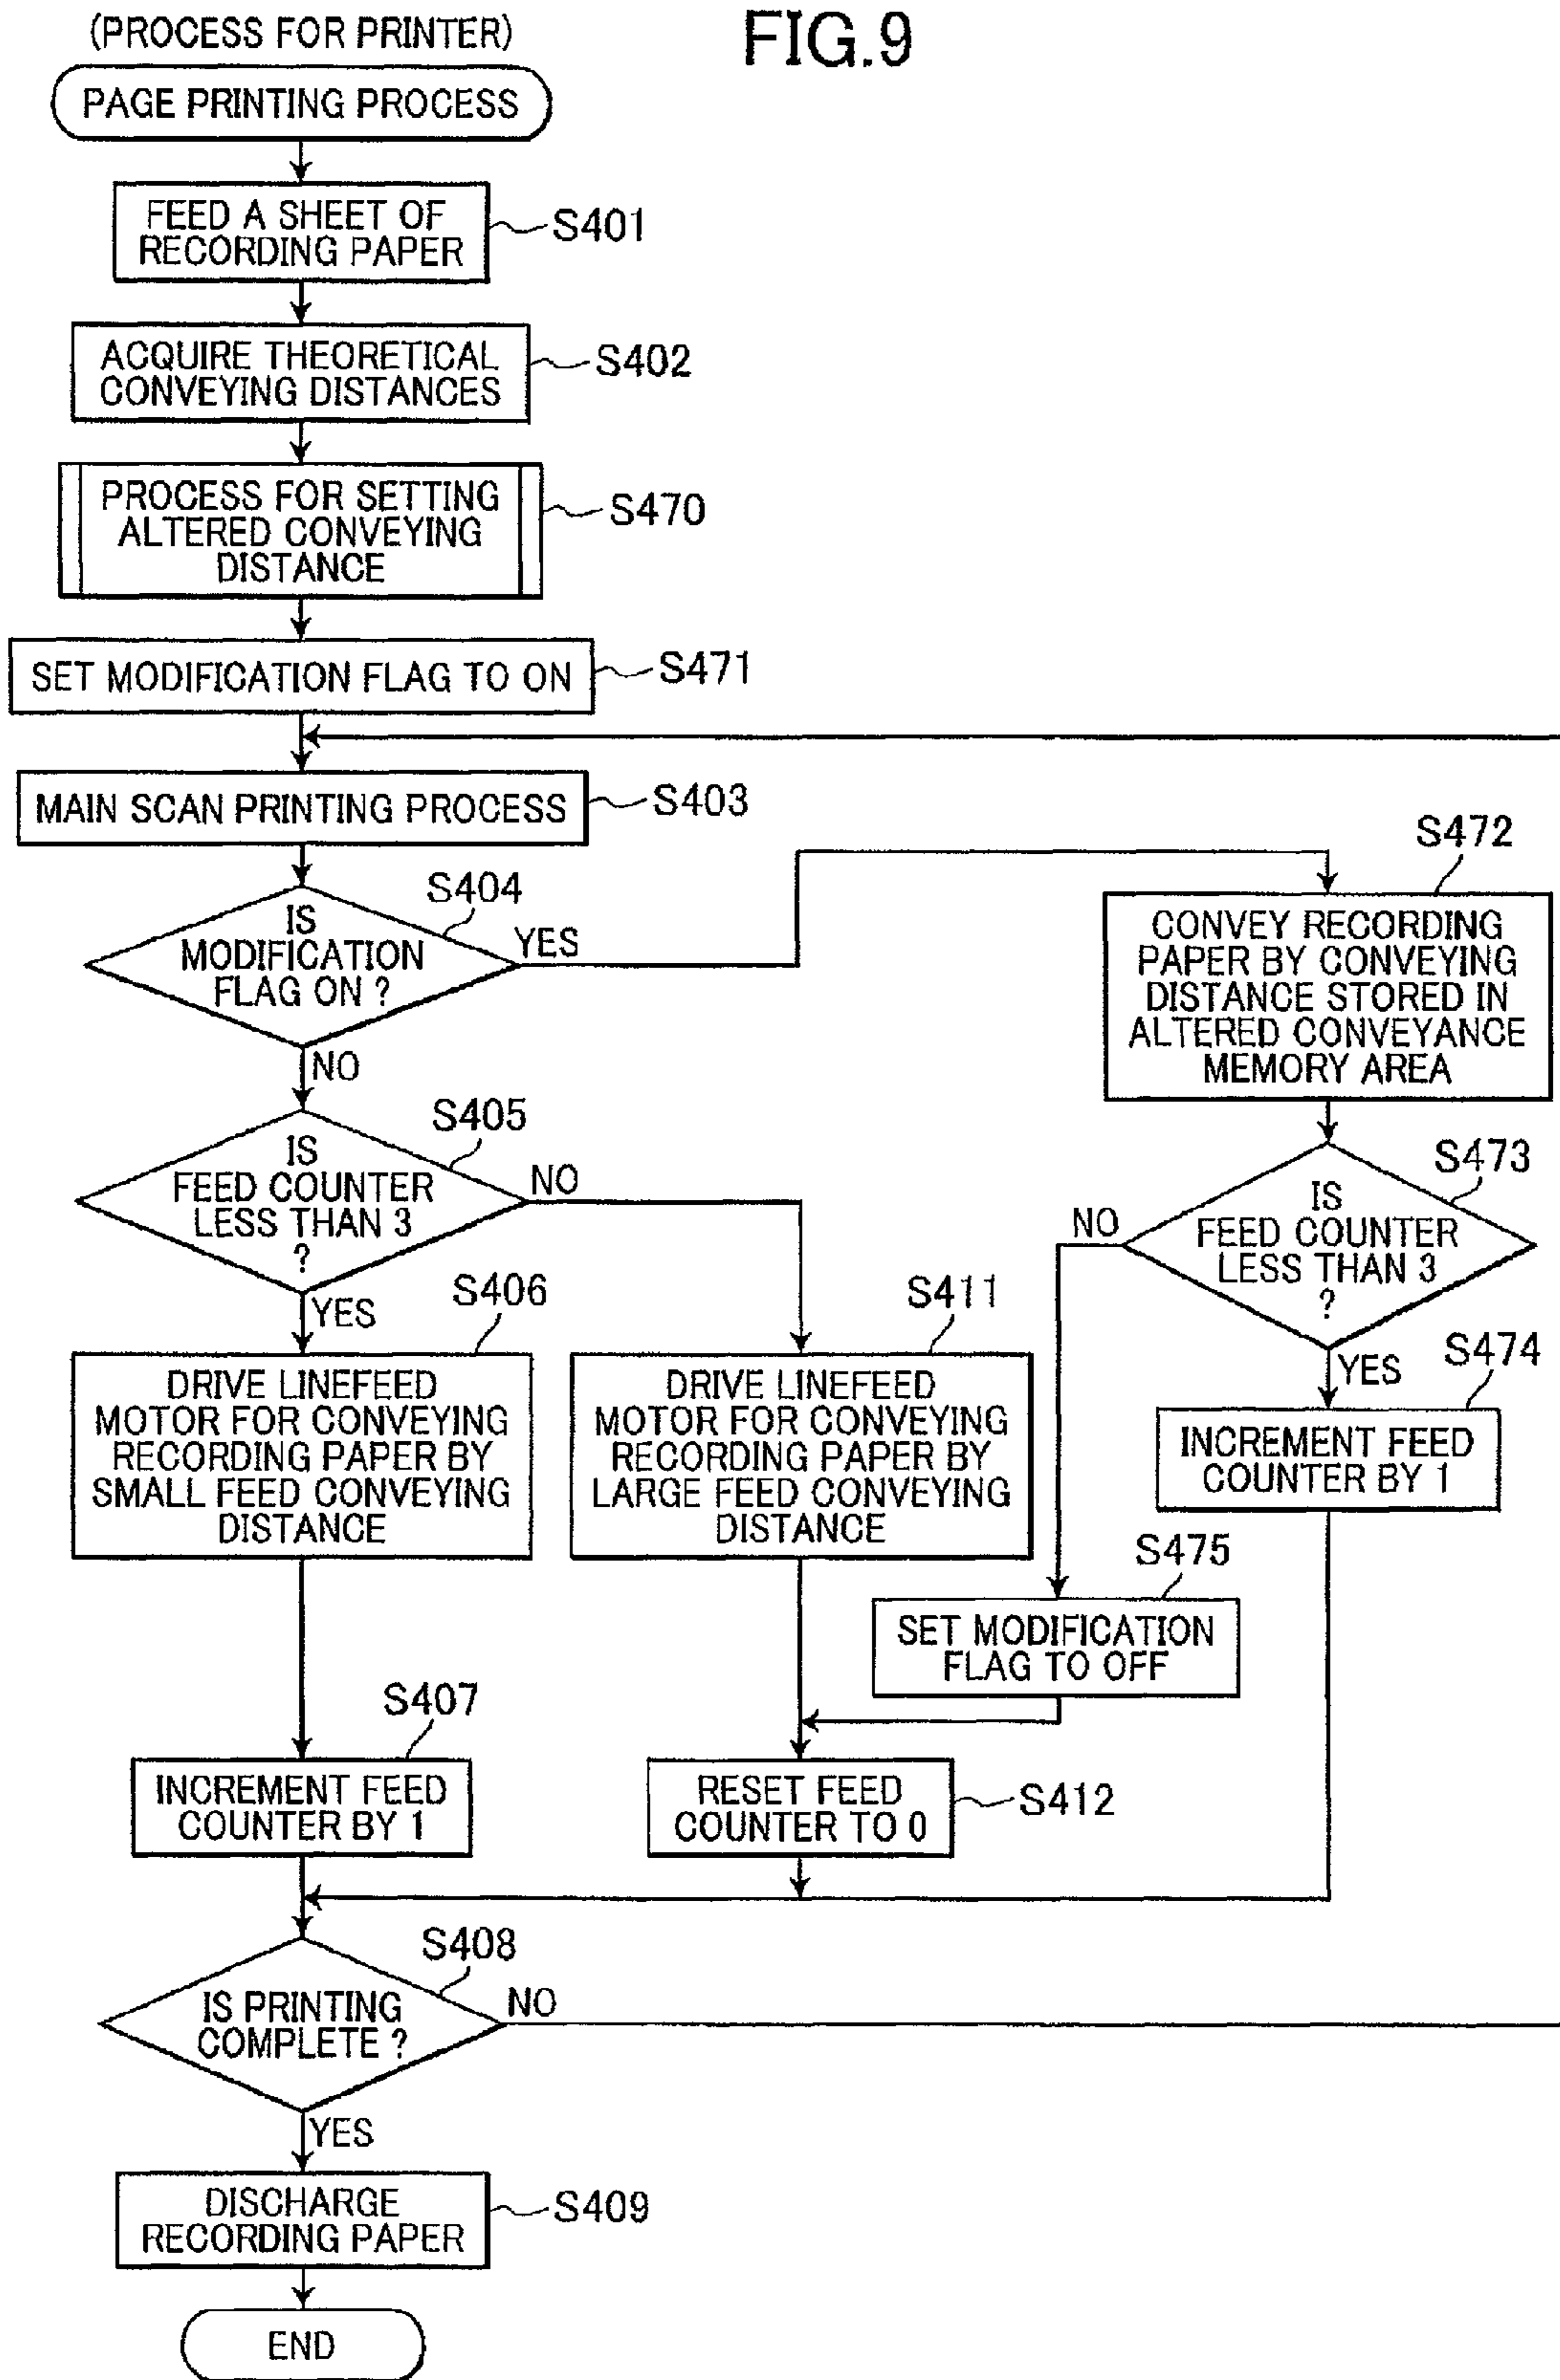 (PROCESS FOR PRINTER)
FIG.9
PAGE PRINTING PROCESS
FEED A SHEET OF
RECORDING PAPER
S401
ACQUIRE THEORETICAL
CONVEYING DISTANCES
S402
PROCESS FOR SETTING
ALTERED CONVEYING
DISTANCE
S470
SET MODIFICATION FLAG TO ON
S471
MAIN SCAN PRINTING PROCESS
S403
S404
IS
MODIFICATION
FLAG ON ?
YES
NO
S472
CONVEY RECORDING
PAPER BY CONVEYING
DISTANCE STORED IN
ALTERED CONVEYANCE
MEMORY AREA
S405
IS
FEED COUNTER
LESS THAN 3
?
NO
YES
S473
IS
FEED COUNTER
LESS THAN 3
?
NO
YES
S406
DRIVE LINEFEED
MOTOR FOR CONVEYING
RECORDING PAPER BY
SMALL FEED CONVEYING
DISTANCE
S411
DRIVE LINEFEED
MOTOR FOR CONVEYING
RECORDING PAPER BY
LARGE FEED CONVEYING
DISTANCE
S474
INCREMENT FEED
COUNTER BY 1
S475
SET MODIFICATION
FLAG TO OFF
S407
INCREMENT FEED
COUNTER BY 1
RESET FEED
COUNTER TO 0
S412
S408
IS PRINTING
COMPLETE ?
NO
YES
DISCHARGE
RECORDING PAPER
S409
END